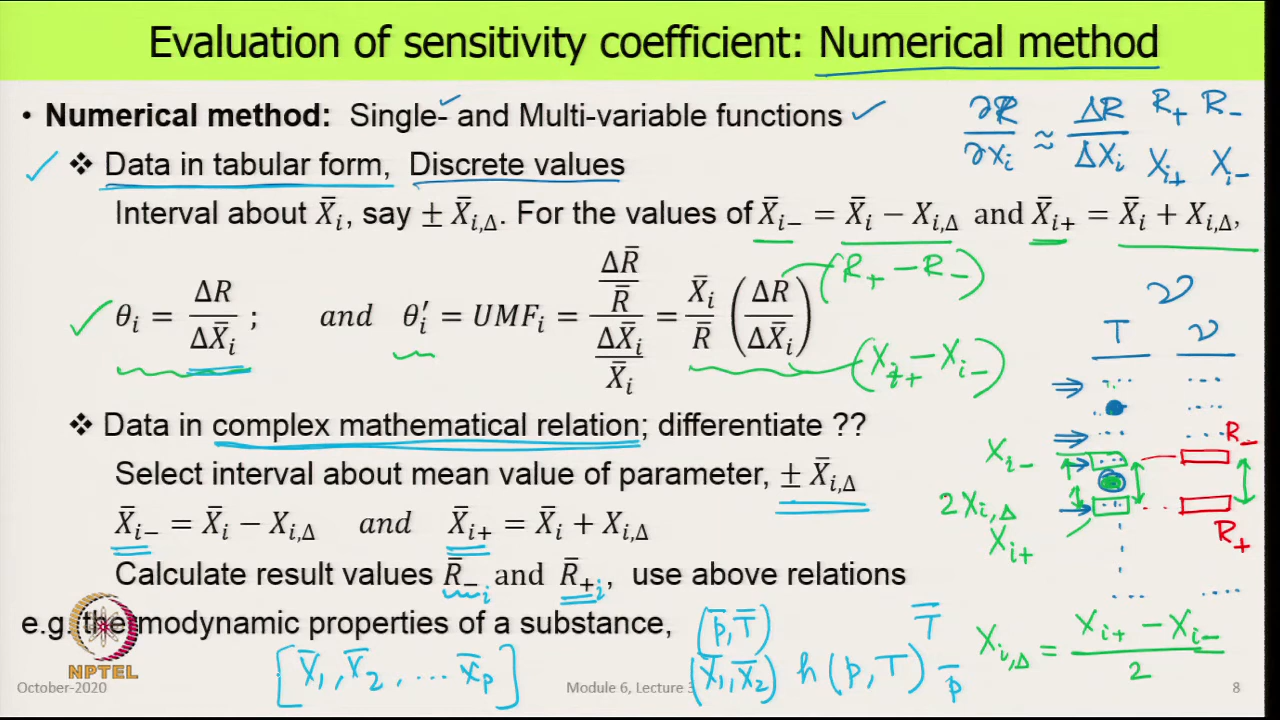 Evaluation of sensitivity coefficient: Numerical method
• Numerical method: Single- and Multi-variable functions
∂R/∂Xi ≈ ΔR/ΔXi R+ R- Xi+ Xi-
❖ Data in tabular form, Discrete values
Interval about X̄i, say ± X̄i,Δ. For the values of X̄i− = X̄i − Xi,Δ and X̄i+ = X̄i + Xi,Δ,
(R+ − R−)
θi = ΔR/ΔX̄i ; and θi′ = UMFi = (ΔR̄/R̄)/(ΔX̄i/X̄i) = X̄i/R̄ (ΔR/ΔX̄i)
(Xi+ − Xi−)
ν
T ν
❖ Data in complex mathematical relation; differentiate ??
R−
Xi−
Select interval about mean value of parameter, ± X̄i,Δ
2Xi,Δ
X̄i− = X̄i − Xi,Δ and X̄i+ = X̄i + Xi,Δ
Xi+
R+
Calculate result values R̄−i and R̄+i, use above relations
e.g. thermodynamic properties of a substance, (p̄, T̄) T̄
Xi,Δ = (Xi+ − Xi−)/2
[X̄1, X̄2, ... X̄p] (X̄1, X̄2) h(p, T) p̄
NPTEL
October-2020 Module 6, Lecture 3 8